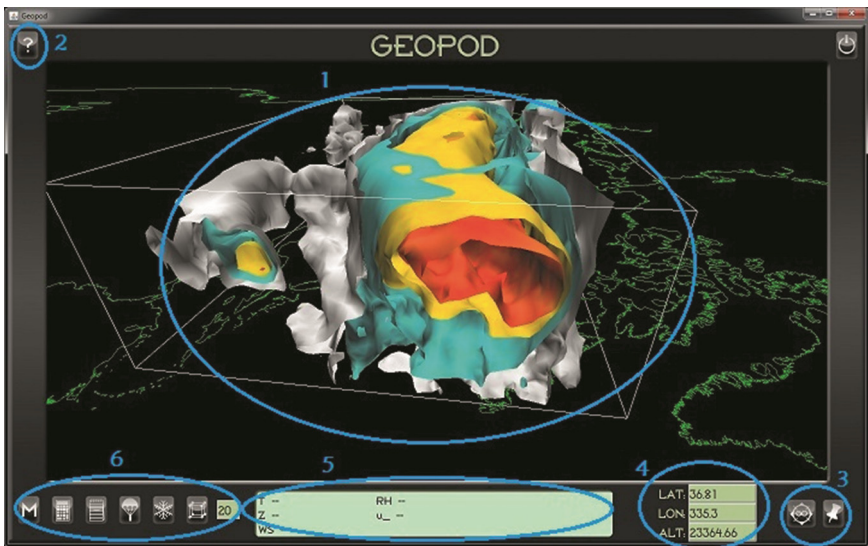 Geopod
GEOPOD
?
2
1
6
5
4
3
M
20
T --
RH --
Z --
u_ --
WS
LAT: 36.81
LON: 335.3
ALT: 23364.66